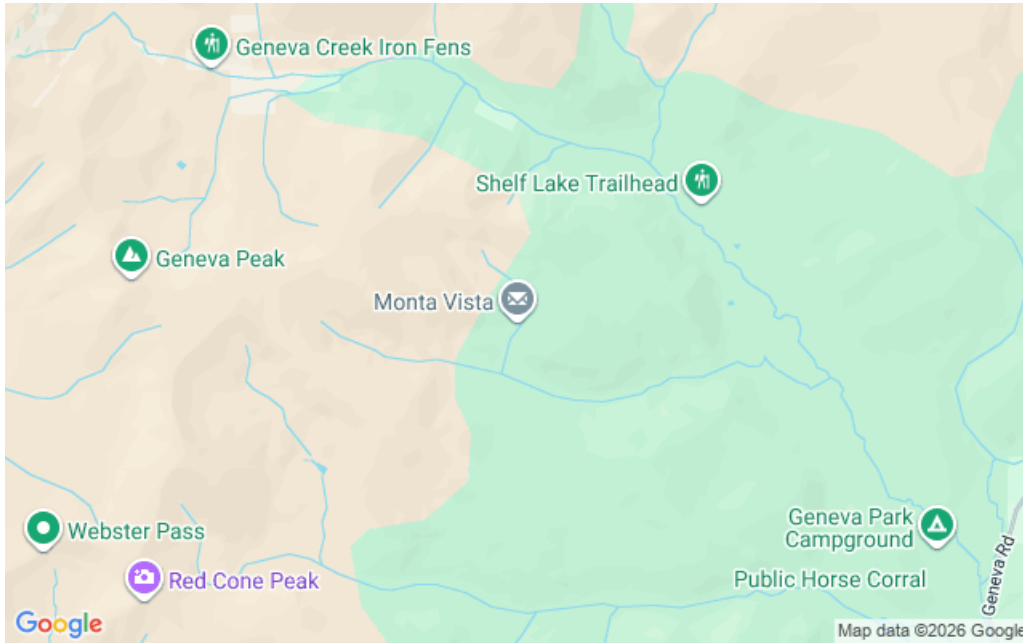 Geneva Creek Iron Fens
Shelf Lake Trailhead
Geneva Peak
Monta Vista
Geneva Park
Campground
Webster Pass
Geneva Rd
Red Cone Peak
Public Horse Corral
Google
Map data ©2026 Google